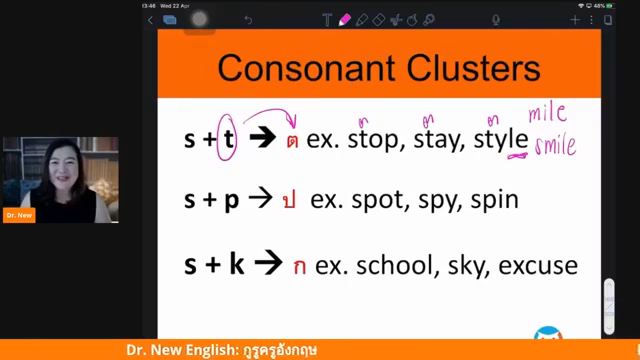 13:46 Wed 22 Apr
48%
T
Consonant Clusters
ต ต ต mile
s + t → ต ex. stop, stay, style smile
s + p → ป ex. spot, spy, spin
s + k → ก ex. school, sky, excuse
Dr. New
Dr. New English: กูรูครูอังกฤษ